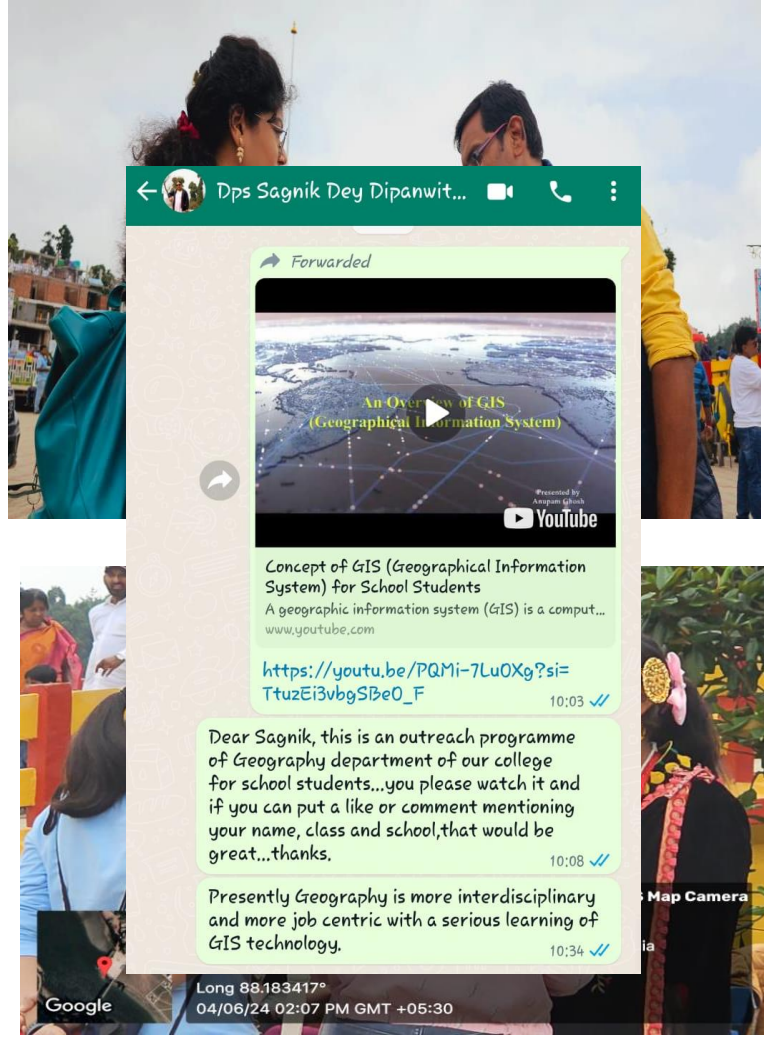 Dps Sagnik Dey Dipanwit...
Forwarded
An Overview of GIS
(Geographical Information System)
Presented by
Anupam Ghosh
YouTube
Concept of GIS (Geographical Information
System) for School Students
A geographic information system (GIS) is a comput...
www.youtube.com
https://youtu.be/PQMi-7LuOXg?si=
TtuzEi3vbgSBeO_F
10:03
Dear Sagnik, this is an outreach programme
of Geography department of our college
for school students...you please watch it and
if you can put a like or comment mentioning
your name, class and school,that would be
great...thanks.
10:08
Presently Geography is more interdisciplinary
and more job centric with a serious learning of
GIS technology.
10:34
Map Camera
ia
Google
Long 88.183417°
04/06/24 02:07 PM GMT +05:30